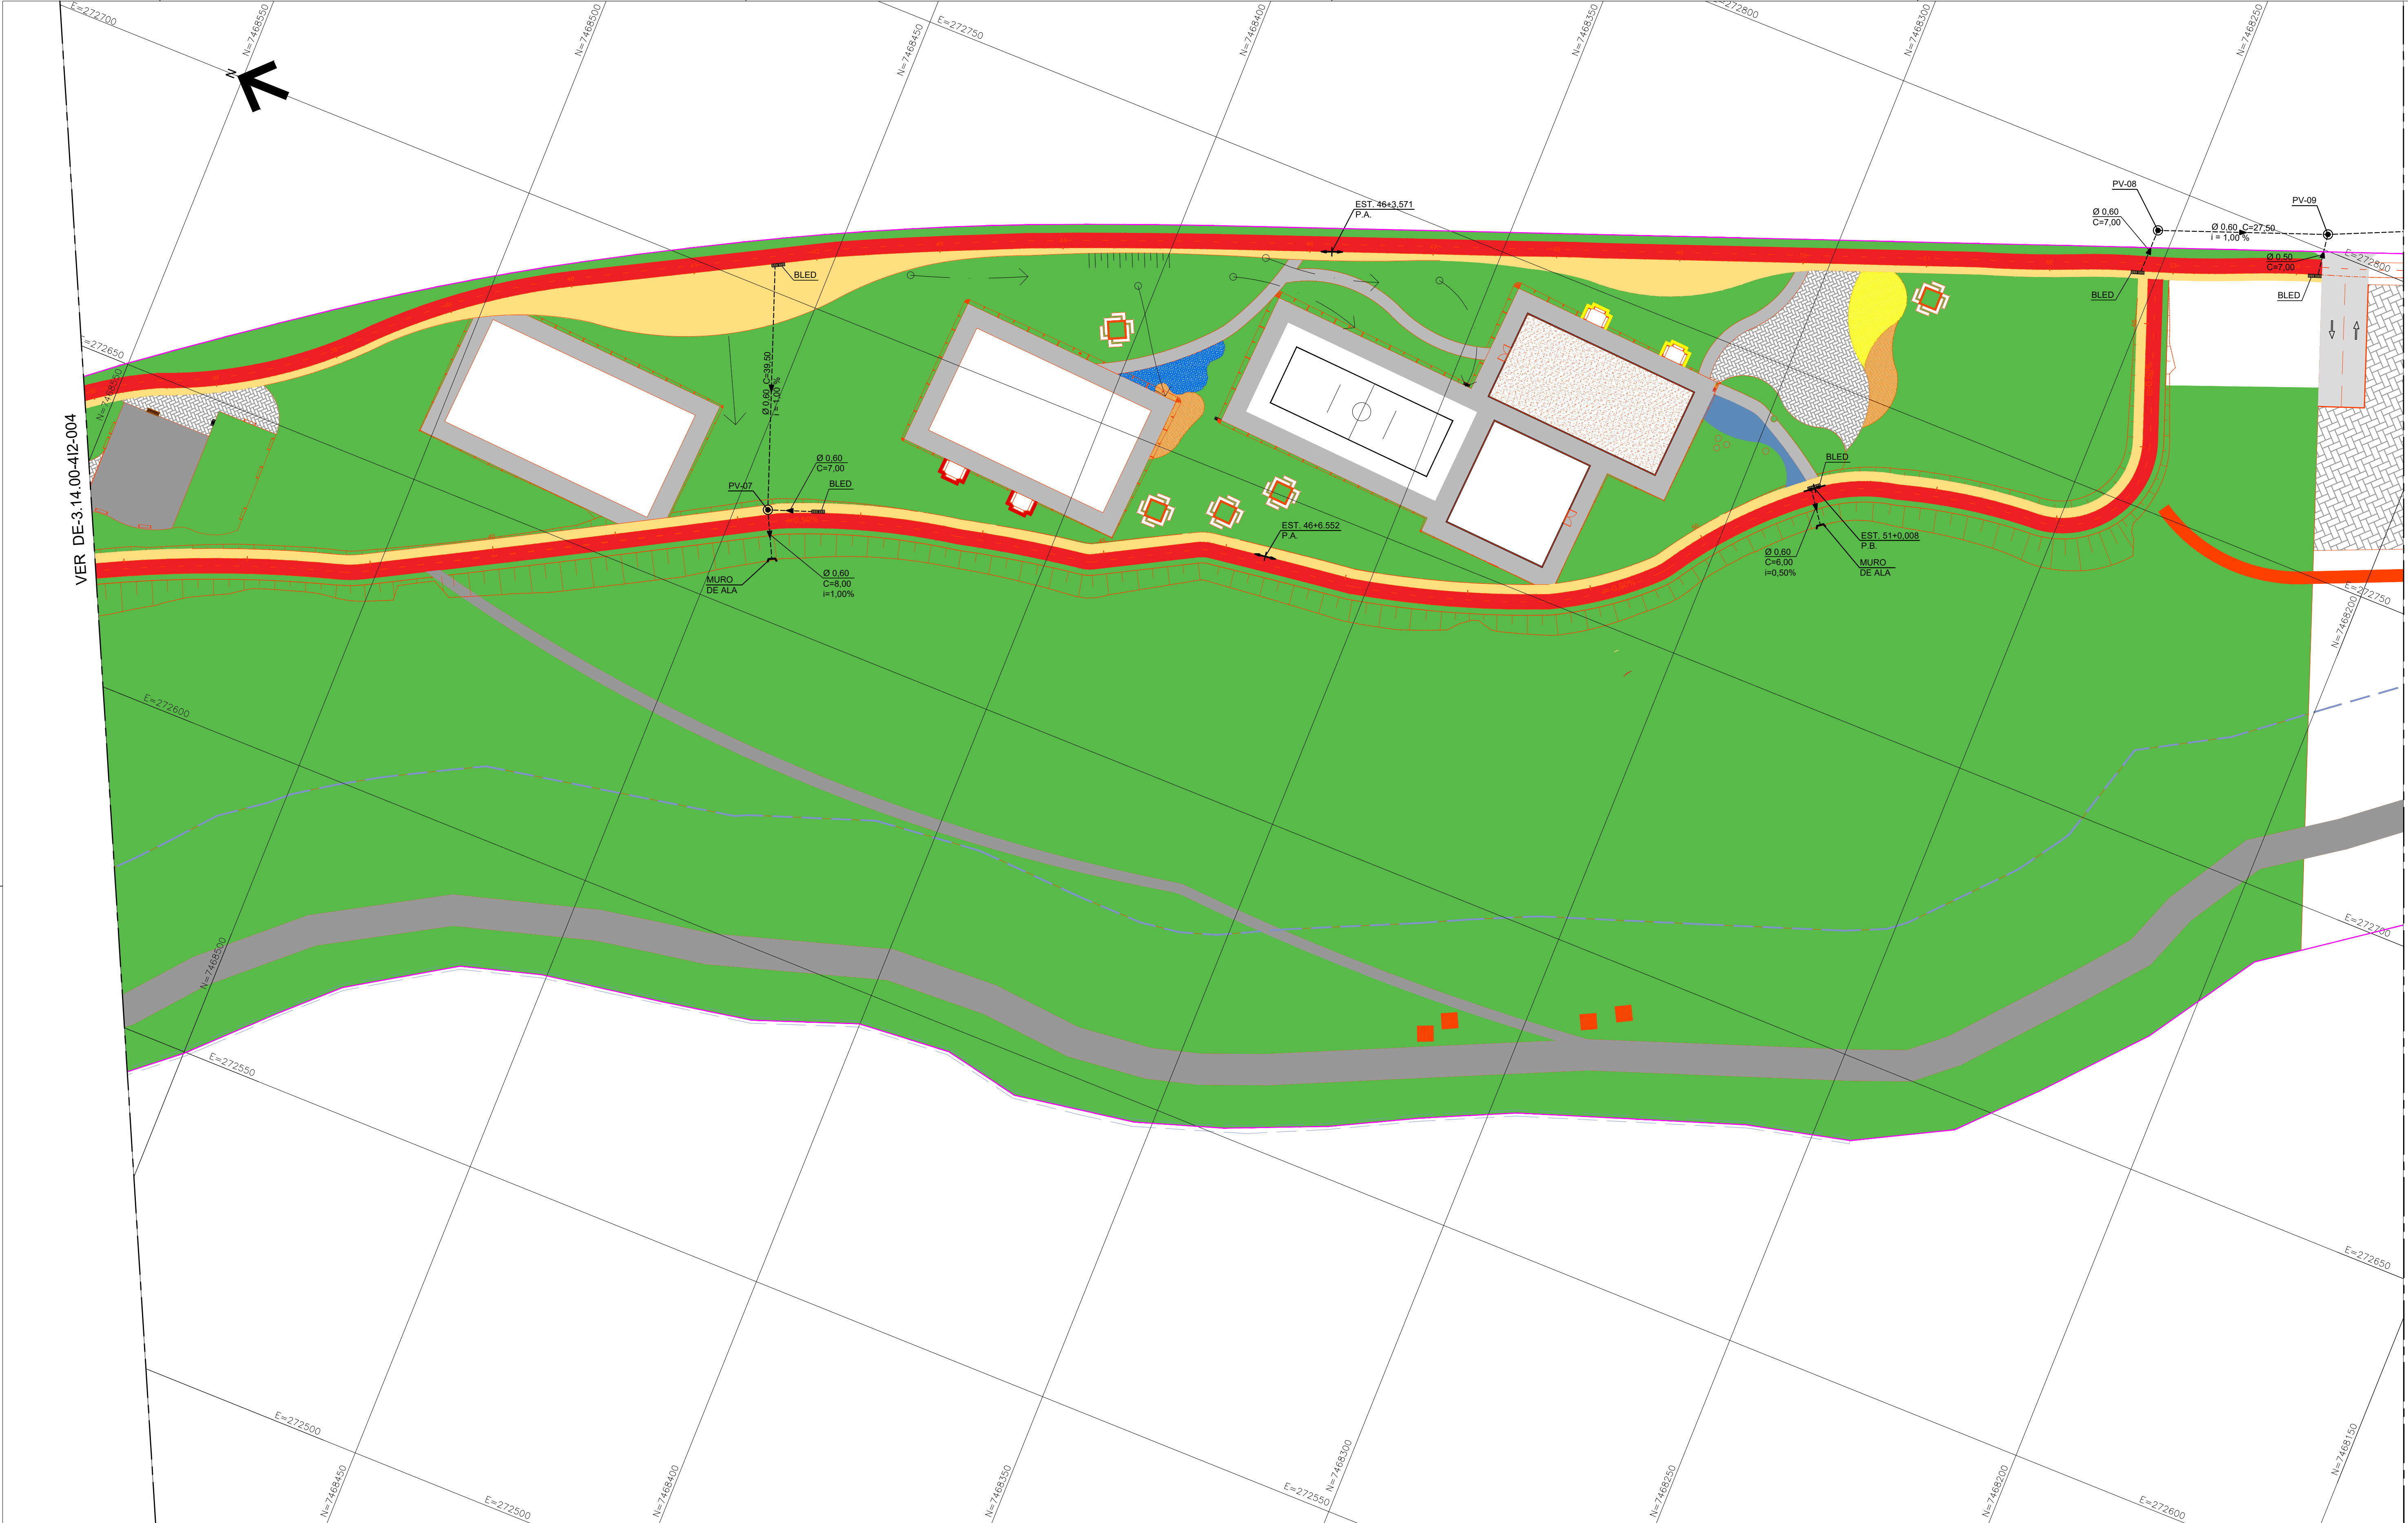 E=272700
N=7468550
N=7468500
N=7468450
E=272750
N=7468400
N=7468350
E=272800
N=7468300
N=7468250
N
PV-08
PV-09
EST. 46+3,571
P.A.
Ø 0,60
C=7,00
Ø 0,60 C=27,50
i = 1,00 %
Ø 0.50
C=7,00
E=272800
BLED
BLED
BLED
E=272650
N=7468550
Ø 0,60 C=39,50
i = 1,00 %
VER DE-3.14.00-4I2-004
Ø 0,60
C=7,00
PV-07
BLED
BLED
EST. 46+6.552
P.A.
EST. 51+0,008
P.B.
Ø 0,60
C=6,00
i=0,50%
MURO
DE ALA
MURO
DE ALA
Ø 0,60
C=8,00
i=1,00%
E=272750
N=7468200
E=272600
E=272700
N=7468500
E=272550
E=272650
E=272500
N=7468450
E=272500
N=7468400
N=7468350
E=272550
N=7468300
N=7468250
N=7468200
E=272600
N=7468150